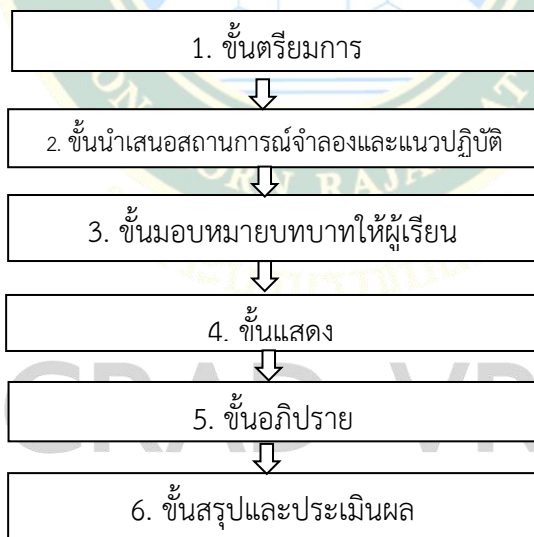 1. ขั้นตรียมการ
2. ขั้นนำเสนอสถานการณ์จำลองและแนวปฏิบัติ
3. ขั้นมอบหมายบทบาทให้ผู้เรียน
4. ขั้นแสดง
5. ขั้นอภิปราย
6. ขั้นสรุปและประเมินผล